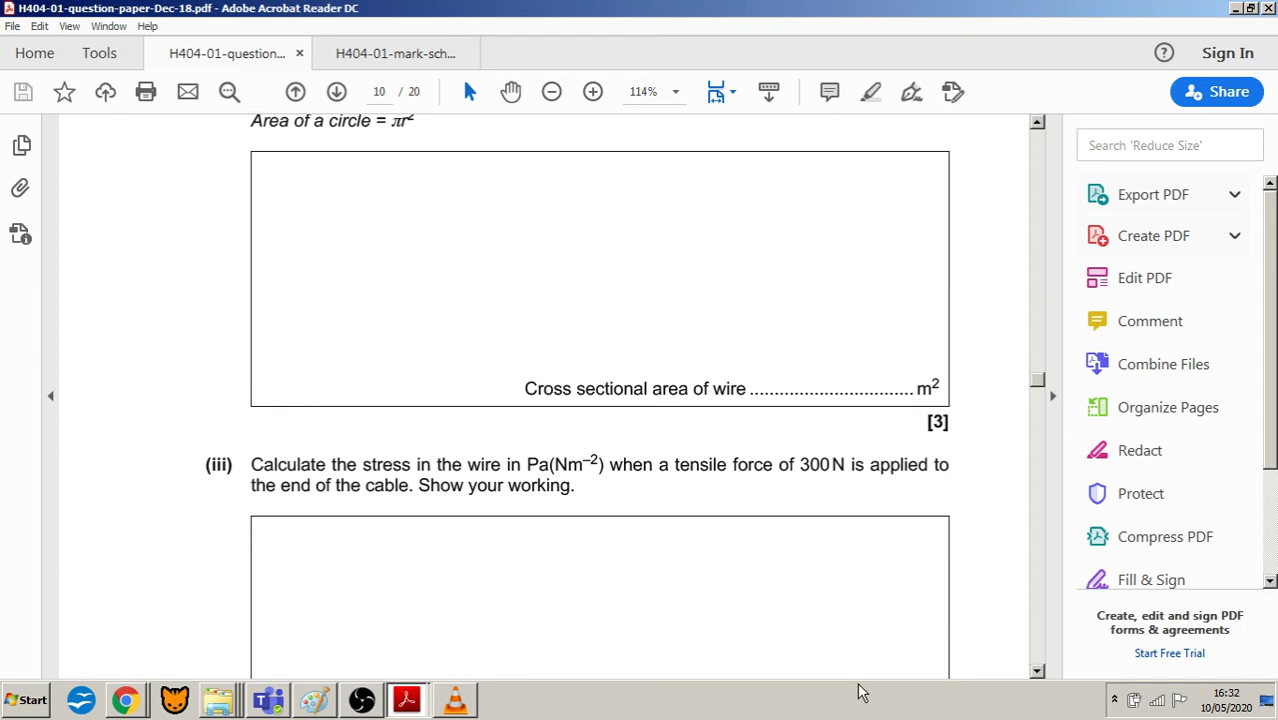 H404-01-question-paper-Dec-18.pdf - Adobe Acrobat Reader DC
File Edit View Window Help
Home Tools H404-01-question... × H404-01-mark-sch... ? Sign In
10 / 20 114% Share
Area of a circle = πr²
Cross sectional area of wire .................................. m²
[3]
(iii) Calculate the stress in the wire in Pa(Nm⁻²) when a tensile force of 300N is applied to
the end of the cable. Show your working.
Search 'Reduce Size'
Export PDF
Create PDF
Edit PDF
Comment
Combine Files
Organize Pages
Redact
Protect
Compress PDF
Fill & Sign
Create, edit and sign PDF
forms & agreements
Start Free Trial
Start
16:32
10/05/2020